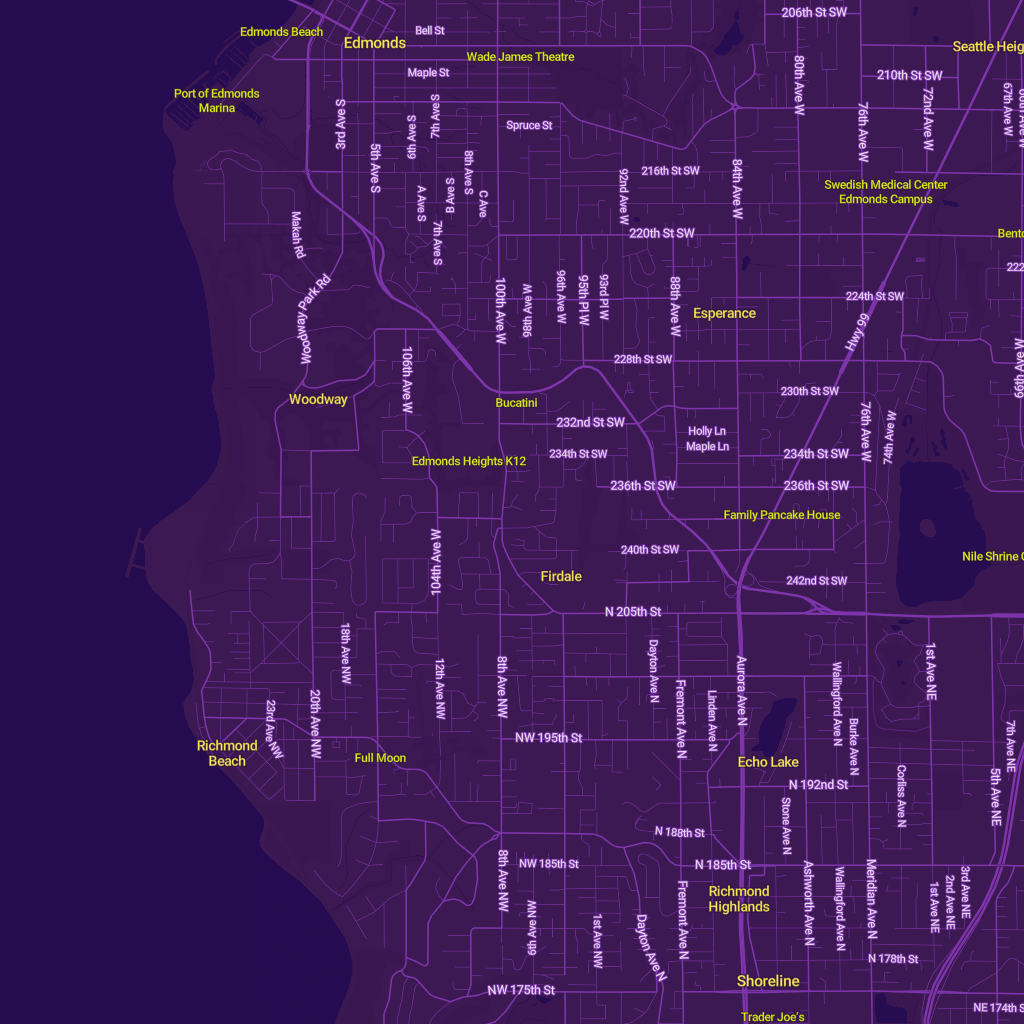 206th St SW
Edmonds Beach
Bell St
Edmonds
Seattle Heig
Wade James Theatre
Maple St
210th St SW
80th Ave W
72nd Ave W
67th Ave W
Port of Edmonds
Marina
3rd Ave S
7th Ave S
6th Ave S
Spruce St
76th Ave W
5th Ave S
8th Ave S
216th St SW
92nd Ave W
84th Ave W
Swedish Medical Center
Edmonds Campus
A Ave S
B Ave S
C Ave
7th Ave S
Makah Rd
220th St SW
Bento
222
Woodway Park Rd
100th Ave W
98th Ave W
96th Ave W
95th Pl W
93rd Pl W
88th Ave W
224th St SW
Esperance
Hwy 99
228th St SW
106th Ave W
66th Ave W
230th St SW
Woodway
Bucatini
232nd St SW
76th Ave W
74th Ave W
Holly Ln
Maple Ln
234th St SW
234th St SW
Edmonds Heights K12
236th St SW
236th St SW
Family Pancake House
104th Ave W
240th St SW
Nile Shrine G
Firdale
242nd St SW
N 205th St
18th Ave NW
12th Ave NW
8th Ave NW
Dayton Ave N
Fremont Ave N
Linden Ave N
Aurora Ave N
Wallingford Ave N
1st Ave NE
20th Ave NW
23rd Ave NW
Burke Ave N
7th Ave NE
NW 195th St
Richmond
Beach
Full Moon
Echo Lake
N 192nd St
Corliss Ave N
5th Ave NE
Stone Ave N
N 188th St
NW 185th St
N 185th St
8th Ave NW
Fremont Ave N
Richmond
Highlands
Ashworth Ave N
Wallingford Ave N
Meridian Ave N
3rd Ave NE
2nd Ave NE
1st Ave NE
6th Ave NW
1st Ave NW
Dayton Ave N
N 178th St
Shoreline
NW 175th St
NE 174th S
Trader Joe's